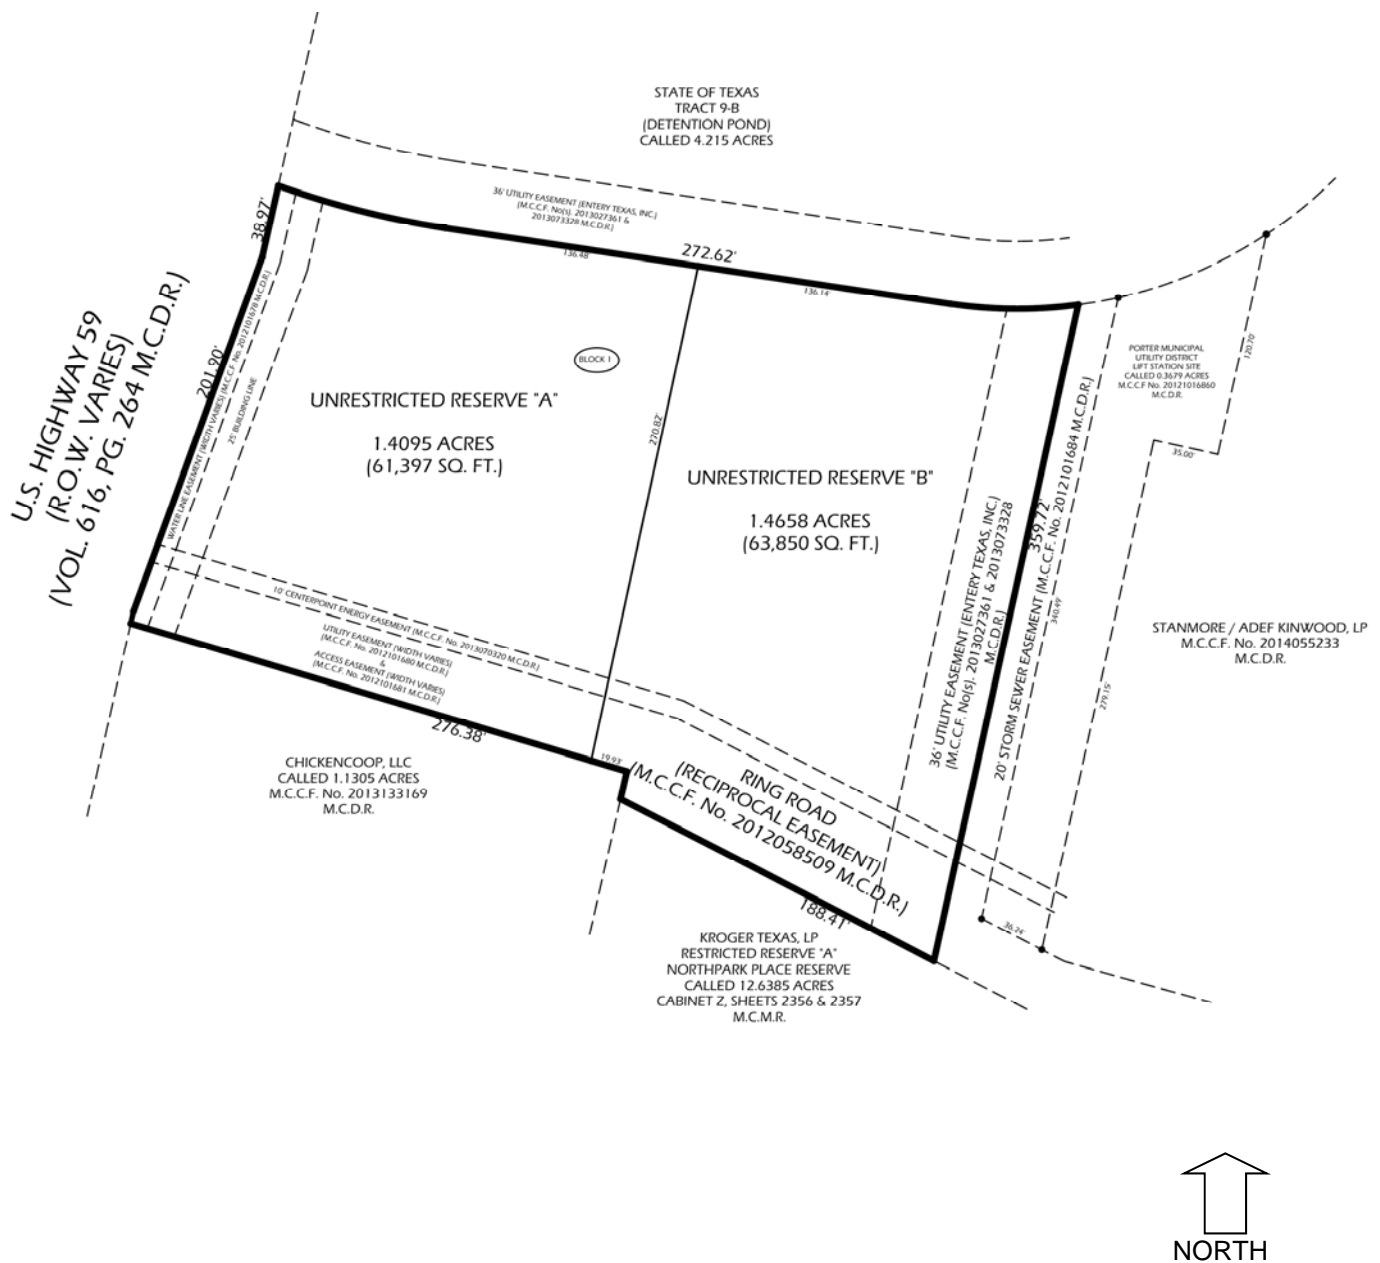 STATE OF TEXAS
TRACT 9-B
(DETENTION POND)
CALLED 4.215 ACRES
36' UTILITY EASEMENT (ENTERY TEXAS, INC.)
(M.C.C.F. No(s). 2013027361 &
2013073328 M.C.D.R.)
38.97'
272.62'
136.48'
136.14'
U.S. HIGHWAY 59
(R.O.W. VARIES)
(VOL. 616, PG. 264 M.C.D.R.)
201.90'
WATER LINE EASEMENT (WIDTH VARIES) (M.C.C.F. No. 2012101678 M.C.D.R.)
25' BUILDING LINE
BLOCK 1
UNRESTRICTED RESERVE "A"
1.4095 ACRES
(61,397 SQ. FT.)
270.82'
UNRESTRICTED RESERVE "B"
1.4658 ACRES
(63,850 SQ. FT.)
PORTER MUNICIPAL
UTILITY DISTRICT
LIFT STATION SITE
CALLED 0.3679 ACRES
M.C.C.F No. 20121016860
M.C.D.R.
120.70'
35.00'
36' UTILITY EASEMENT (ENTERY TEXAS, INC.)
(M.C.C.F. No(s). 2013027361 & 2013073328
M.C.D.R.)
359.72'
20' STORM SEWER EASEMENT (M.C.C.F. No. 2012101684 M.C.D.R.)
340.49'
279.15'
STANMORE / ADEF KINWOOD, LP
M.C.C.F. No. 2014055233
M.C.D.R.
10' CENTERPOINT ENERGY EASEMENT (M.C.C.F. No. 2013070320 M.C.D.R.)
UTILITY EASEMENT (WIDTH VARIES)
(M.C.C.F. No. 2012101680 M.C.D.R.)
&
ACCESS EASEMENT (WIDTH VARIES)
(M.C.C.F. No. 2012101681 M.C.D.R.)
276.38'
19.93'
RING ROAD
(RECIPROCAL EASEMENT)
(M.C.C.F. No. 2012058509 M.C.D.R.)
188.41'
36.24'
CHICKENCOOP, LLC
CALLED 1.1305 ACRES
M.C.C.F. No. 2013133169
M.C.D.R.
KROGER TEXAS, LP
RESTRICTED RESERVE "A"
NORTHPARK PLACE RESERVE
CALLED 12.6385 ACRES
CABINET Z, SHEETS 2356 & 2357
M.C.M.R.
NORTH